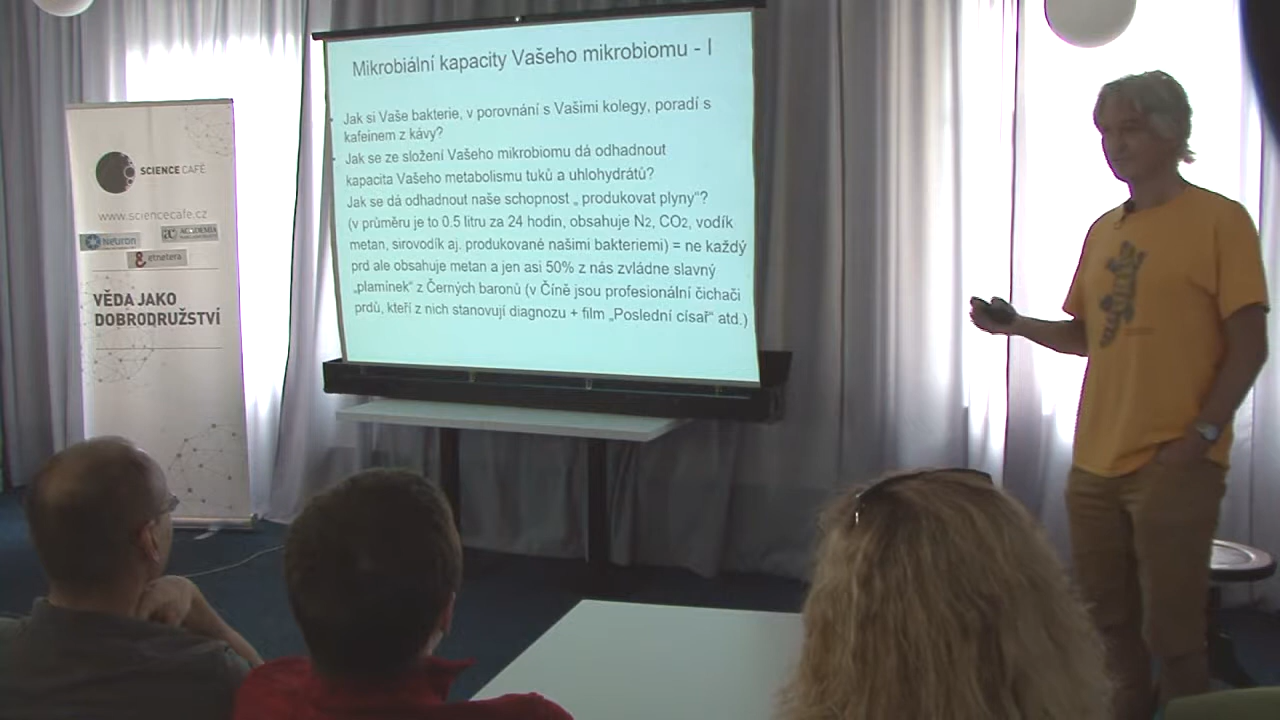 Mikrobiální kapacity Vašeho mikrobiomu - I
Jak si Vaše bakterie, v porovnání s Vašimi kolegy, poradí s
kafeinem z kávy?
Jak se ze složení Vašeho mikrobiomu dá odhadnout
kapacita Vašeho metabolismu tuků a uhlohydrátů?
Jak se dá odhadnout naše schopnost „ produkovat plyny“?
(v průměru je to 0.5 litru za 24 hodin, obsahuje N2, CO2, vodík
metan, sirovodík aj. produkované našimi bakteriemi) = ne každý
prd ale obsahuje metan a jen asi 50% z nás zvládne slavný
„plamínek“ z Černých baronů (v Číně jsou profesionální čichači
prdů, kteří z nich stanovují diagnozu + film „Poslední císař“ atd.)
SCIENCE CAFÉ
www.sciencecafe.cz
neuron
ACADEMIA
etnetera
VĚDA JAKO
DOBRODRUŽSTVÍ